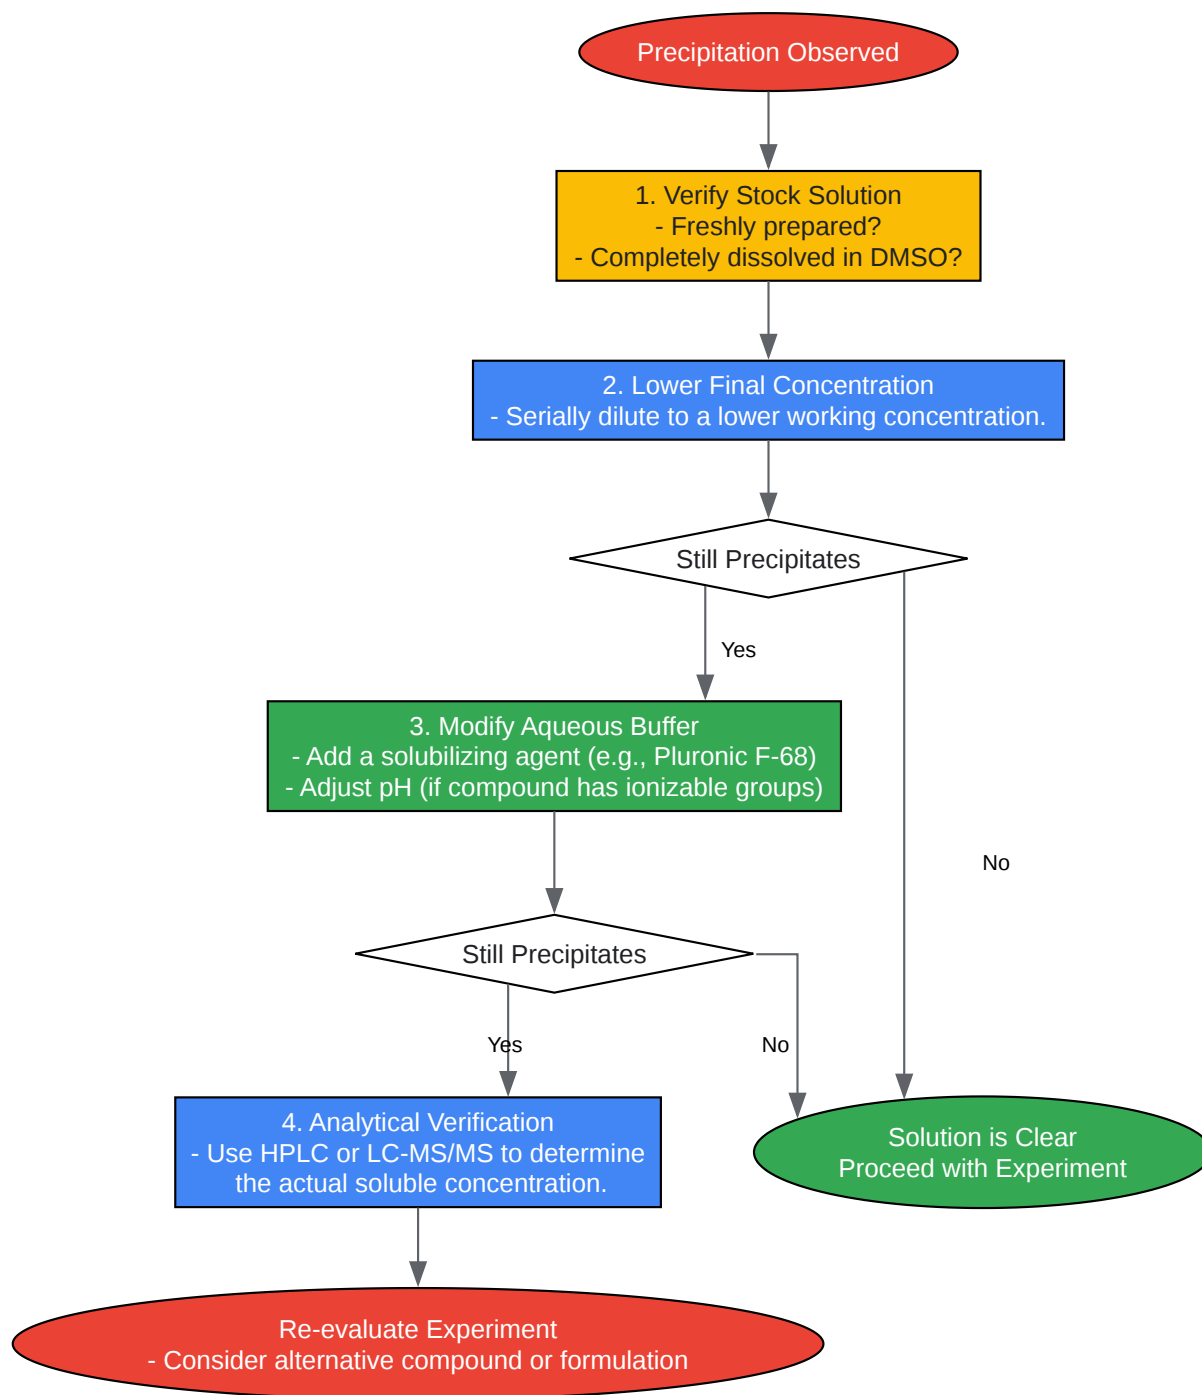 Precipitation Observed
1. Verify Stock Solution
- Freshly prepared?
- Completely dissolved in DMSO?
2. Lower Final Concentration
- Serially dilute to a lower working concentration.
Still Precipitates
Yes
3. Modify Aqueous Buffer
- Add a solubilizing agent (e.g., Pluronic F-68)
- Adjust pH (if compound has ionizable groups)
No
Still Precipitates
Yes
No
4. Analytical Verification
- Use HPLC or LC-MS/MS to determine
the actual soluble concentration.
Solution is Clear
Proceed with Experiment
Re-evaluate Experiment
- Consider alternative compound or formulation